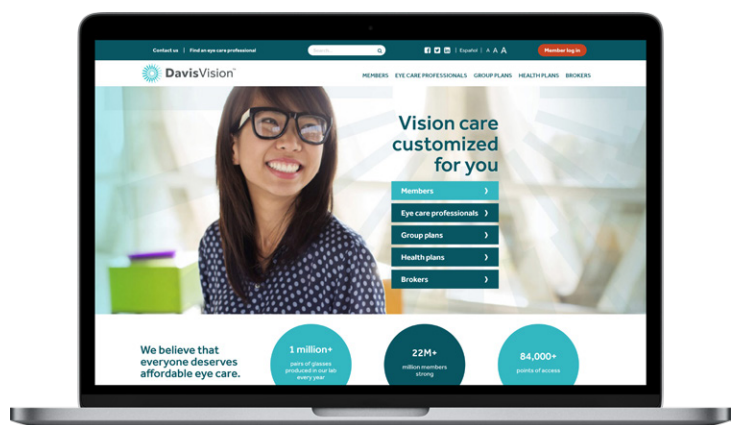 Contact us | Find an eye care professional
Search...
Español | A A A
Member log in
DavisVision
MEMBERS EYE CARE PROFESSIONALS GROUP PLANS HEALTH PLANS BROKERS
Vision care
customized
for you
Members
Eye care professionals
Group plans
Health plans
Brokers
We believe that
everyone deserves
affordable eye care.
1 million+
pairs of glasses
produced in our lab
every year
22M+
million members
strong
84,000+
points of access